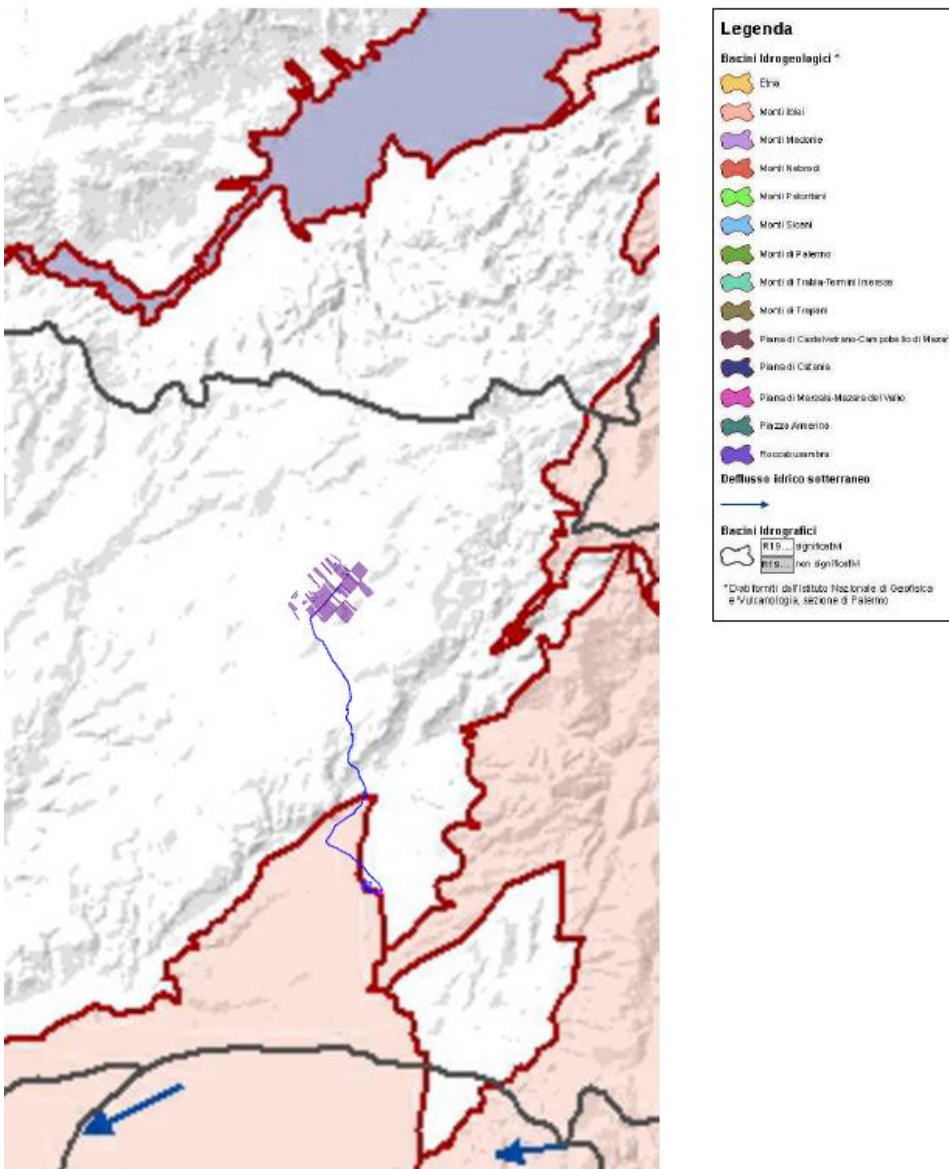 Legenda
Bacini Idrogeologici *
Etna
Monti Iblei
Monti Madonie
Monti Nebrodi
Monti Peloritani
Monti Sicani
Monti di Palermo
Monti di Trabia-Termini Imerese
Monti di Trapani
Piana di Castelvetrano-Campobello di Mazar
Piana di Catania
Piana di Marsala-Mazara del Vallo
Piazza Armerina
Roccabusambra
Deflusso idrico sotterraneo
Bacini Idrografici
R19... significativi
R19... non significativi
*Dati forniti dall'Istituto Nazionale di Geofisica
e Vulcanologia, sezione di Palermo